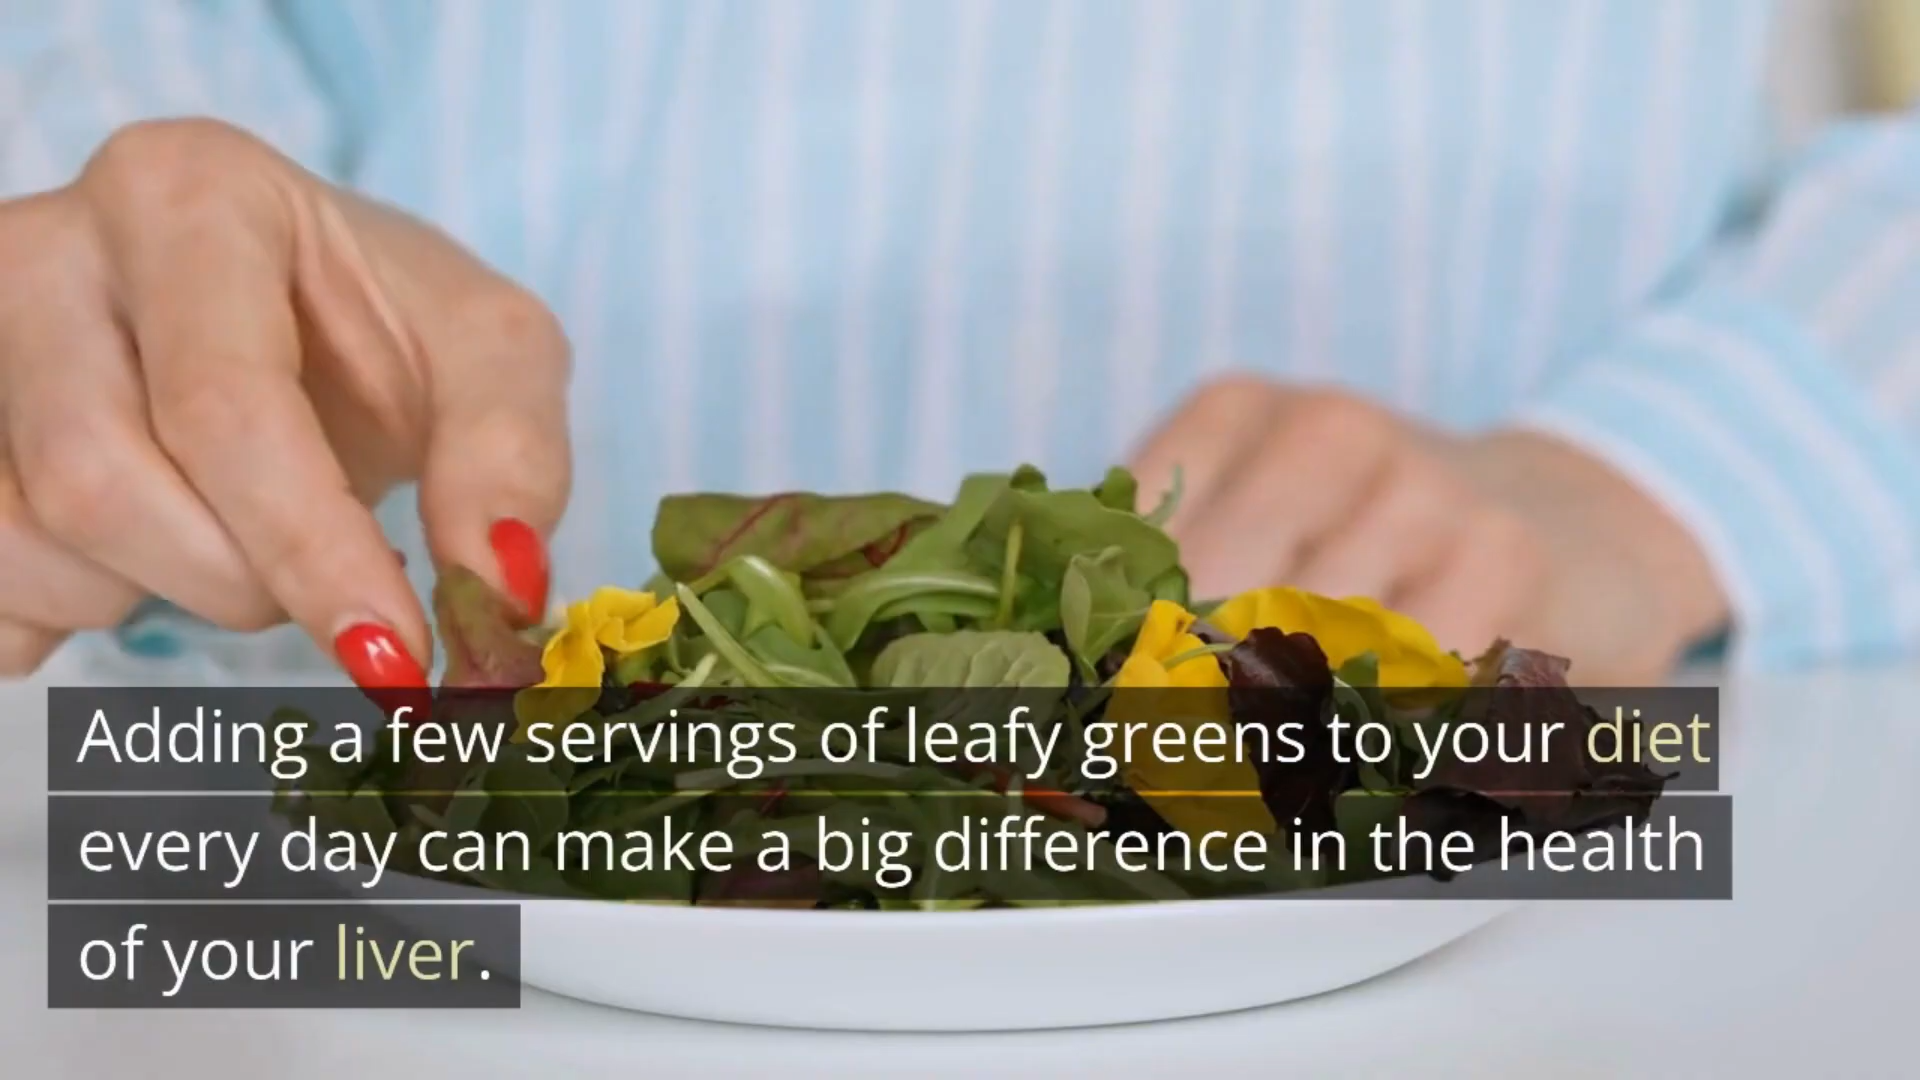 Adding a few servings of leafy greens to your diet
every day can make a big difference in the health
of your liver.